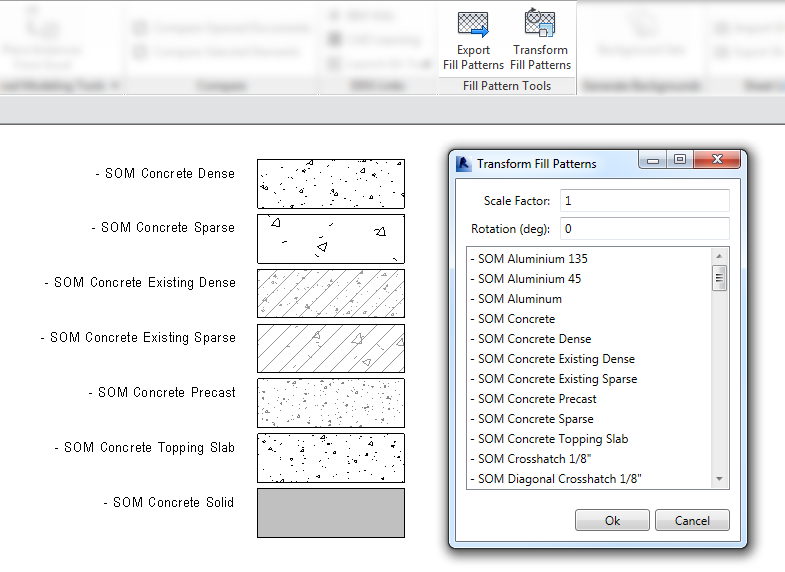 Export
Fill Patterns
Transform
Fill Patterns
Fill Pattern Tools
- SOM Concrete Dense
- SOM Concrete Sparse
- SOM Concrete Existing Dense
- SOM Concrete Existing Sparse
- SOM Concrete Precast
- SOM Concrete Topping Slab
- SOM Concrete Solid
Transform Fill Patterns
Scale Factor: 1
Rotation (deg): 0
- SOM Aluminium 135
- SOM Aluminium 45
- SOM Aluminum
- SOM Concrete
- SOM Concrete Dense
- SOM Concrete Existing Dense
- SOM Concrete Existing Sparse
- SOM Concrete Precast
- SOM Concrete Sparse
- SOM Concrete Topping Slab
- SOM Crosshatch 1/8"
- SOM Diagonal Crosshatch 1/8"
Ok Cancel